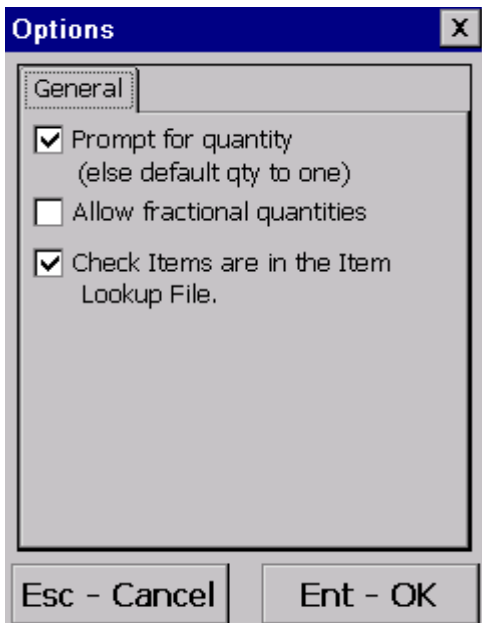 Options
X
General
Prompt for quantity
(else default qty to one)
Allow fractional quantities
Check Items are in the Item
Lookup File.
Esc - Cancel
Ent - OK